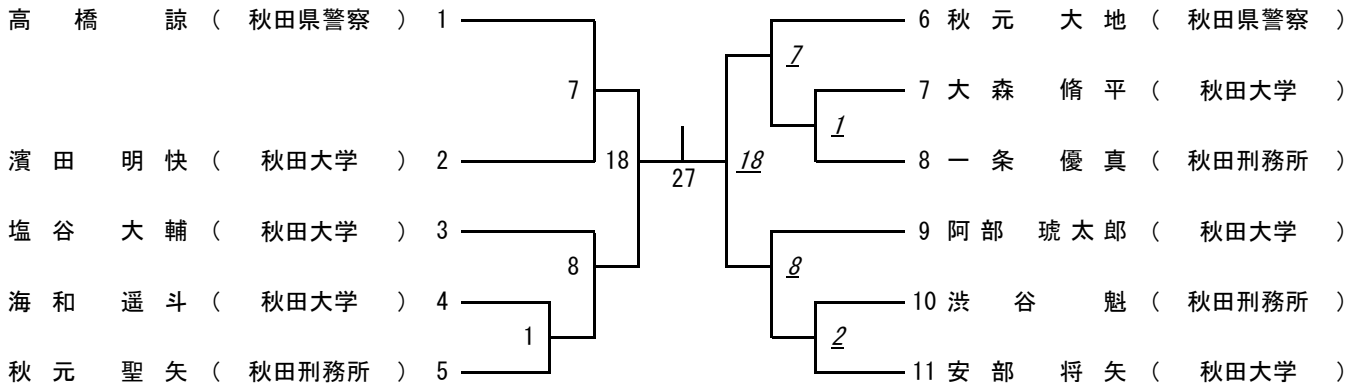 高橋 諒 ( 秋田県警察 ) 1
濱田 明快 ( 秋田大学 ) 2
塩谷 大輔 ( 秋田大学 ) 3
海和 遥斗 ( 秋田大学 ) 4
秋元 聖矢 ( 秋田刑務所 ) 5
7
8
1
18
27
18
7
1
8
2
6 秋元 大地 ( 秋田県警察 )
7 大森 脩平 ( 秋田大学 )
8 一条 優真 ( 秋田刑務所 )
9 阿部 琥太郎 ( 秋田大学 )
10 渋谷 魁 ( 秋田刑務所 )
11 安部 将矢 ( 秋田大学 )